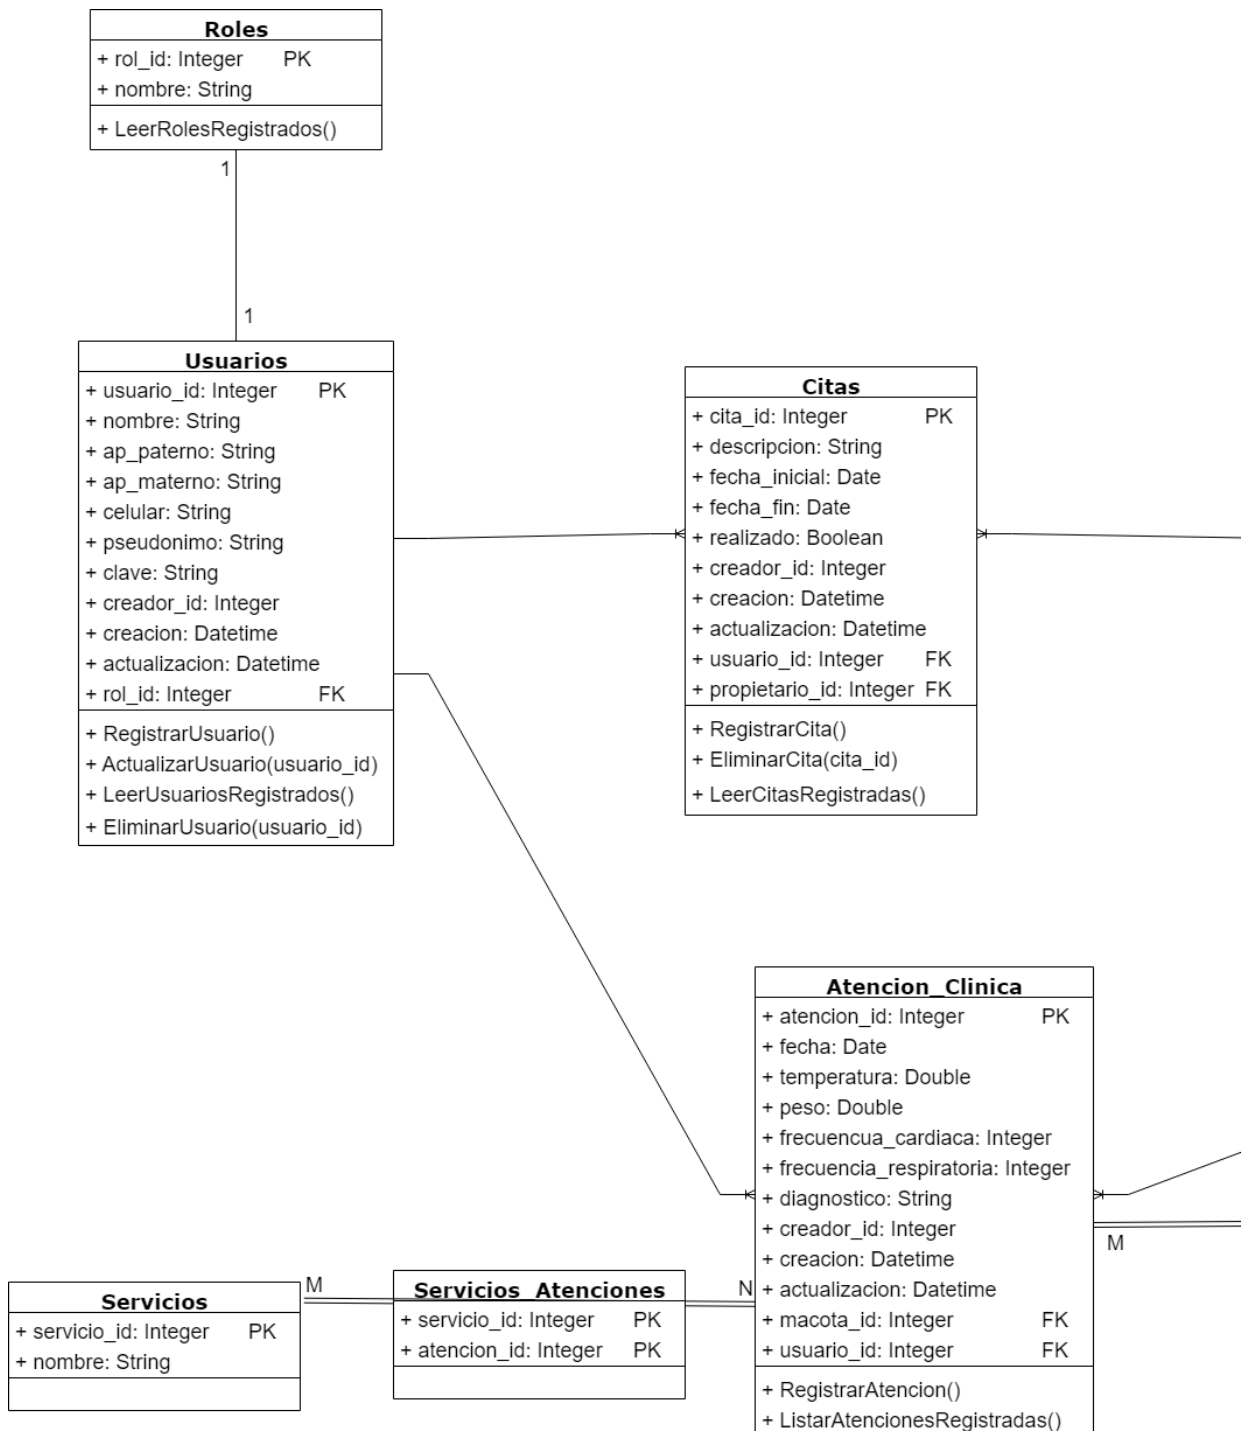 Roles
+ rol_id: Integer PK
+ nombre: String
+ LeerRolesRegistrados()
1
1
Usuarios
+ usuario_id: Integer PK
+ nombre: String
+ ap_paterno: String
+ ap_materno: String
+ celular: String
+ pseudonimo: String
+ clave: String
+ creador_id: Integer
+ creacion: Datetime
+ actualizacion: Datetime
+ rol_id: Integer FK
+ RegistrarUsuario()
+ ActualizarUsuario(usuario_id)
+ LeerUsuariosRegistrados()
+ EliminarUsuario(usuario_id)
Citas
+ cita_id: Integer PK
+ descripcion: String
+ fecha_inicial: Date
+ fecha_fin: Date
+ realizado: Boolean
+ creador_id: Integer
+ creacion: Datetime
+ actualizacion: Datetime
+ usuario_id: Integer FK
+ propietario_id: Integer FK
+ RegistrarCita()
+ EliminarCita(cita_id)
+ LeerCitasRegistradas()
Atencion_Clinica
+ atencion_id: Integer PK
+ fecha: Date
+ temperatura: Double
+ peso: Double
+ frecuencua_cardiaca: Integer
+ frecuencia_respiratoria: Integer
+ diagnostico: String
+ creador_id: Integer
+ creacion: Datetime
+ actualizacion: Datetime
+ macota_id: Integer FK
+ usuario_id: Integer FK
+ RegistrarAtencion()
+ ListarAtencionesRegistradas()
M
Servicios
+ servicio_id: Integer PK
+ nombre: String
M
Servicios_Atenciones
+ servicio_id: Integer PK
+ atencion_id: Integer PK
N